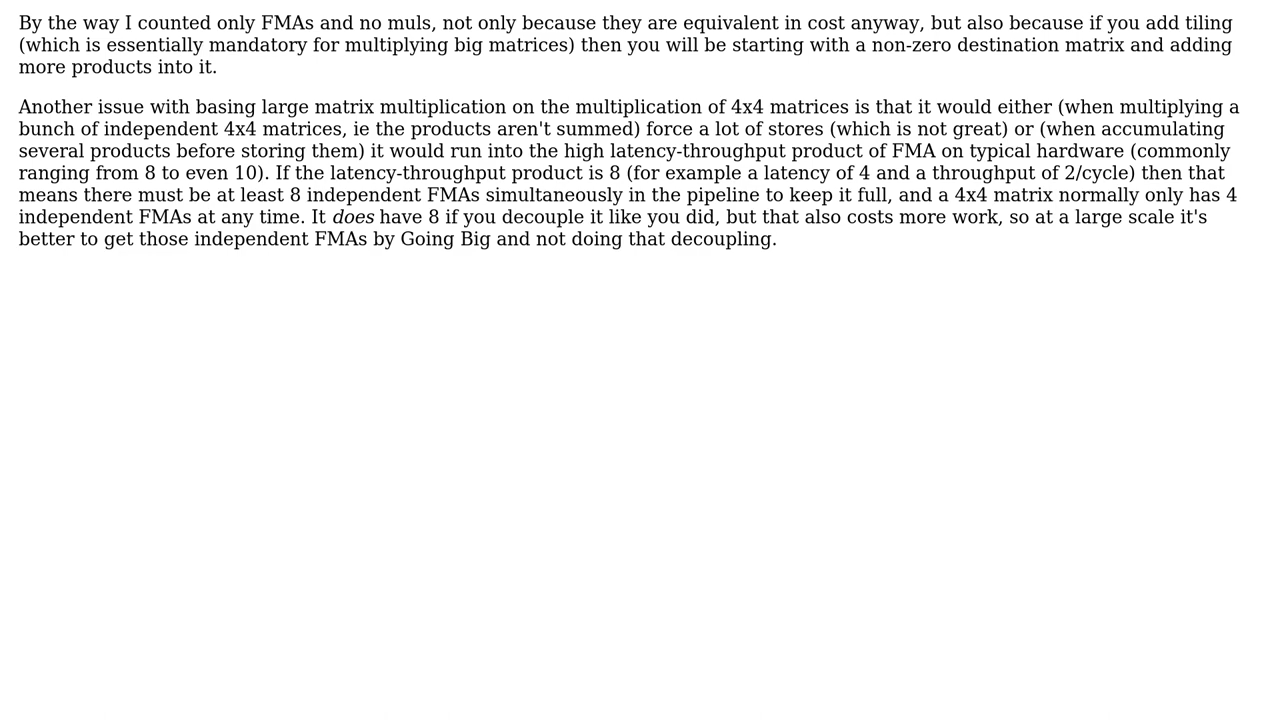 By the way I counted only FMAs and no muls, not only because they are equivalent in cost anyway, but also because if you add tiling
(which is essentially mandatory for multiplying big matrices) then you will be starting with a non-zero destination matrix and adding
more products into it.
Another issue with basing large matrix multiplication on the multiplication of 4x4 matrices is that it would either (when multiplying a
bunch of independent 4x4 matrices, ie the products aren't summed) force a lot of stores (which is not great) or (when accumulating
several products before storing them) it would run into the high latency-throughput product of FMA on typical hardware (commonly
ranging from 8 to even 10). If the latency-throughput product is 8 (for example a latency of 4 and a throughput of 2/cycle) then that
means there must be at least 8 independent FMAs simultaneously in the pipeline to keep it full, and a 4x4 matrix normally only has 4
independent FMAs at any time. It does have 8 if you decouple it like you did, but that also costs more work, so at a large scale it's
better to get those independent FMAs by Going Big and not doing that decoupling.